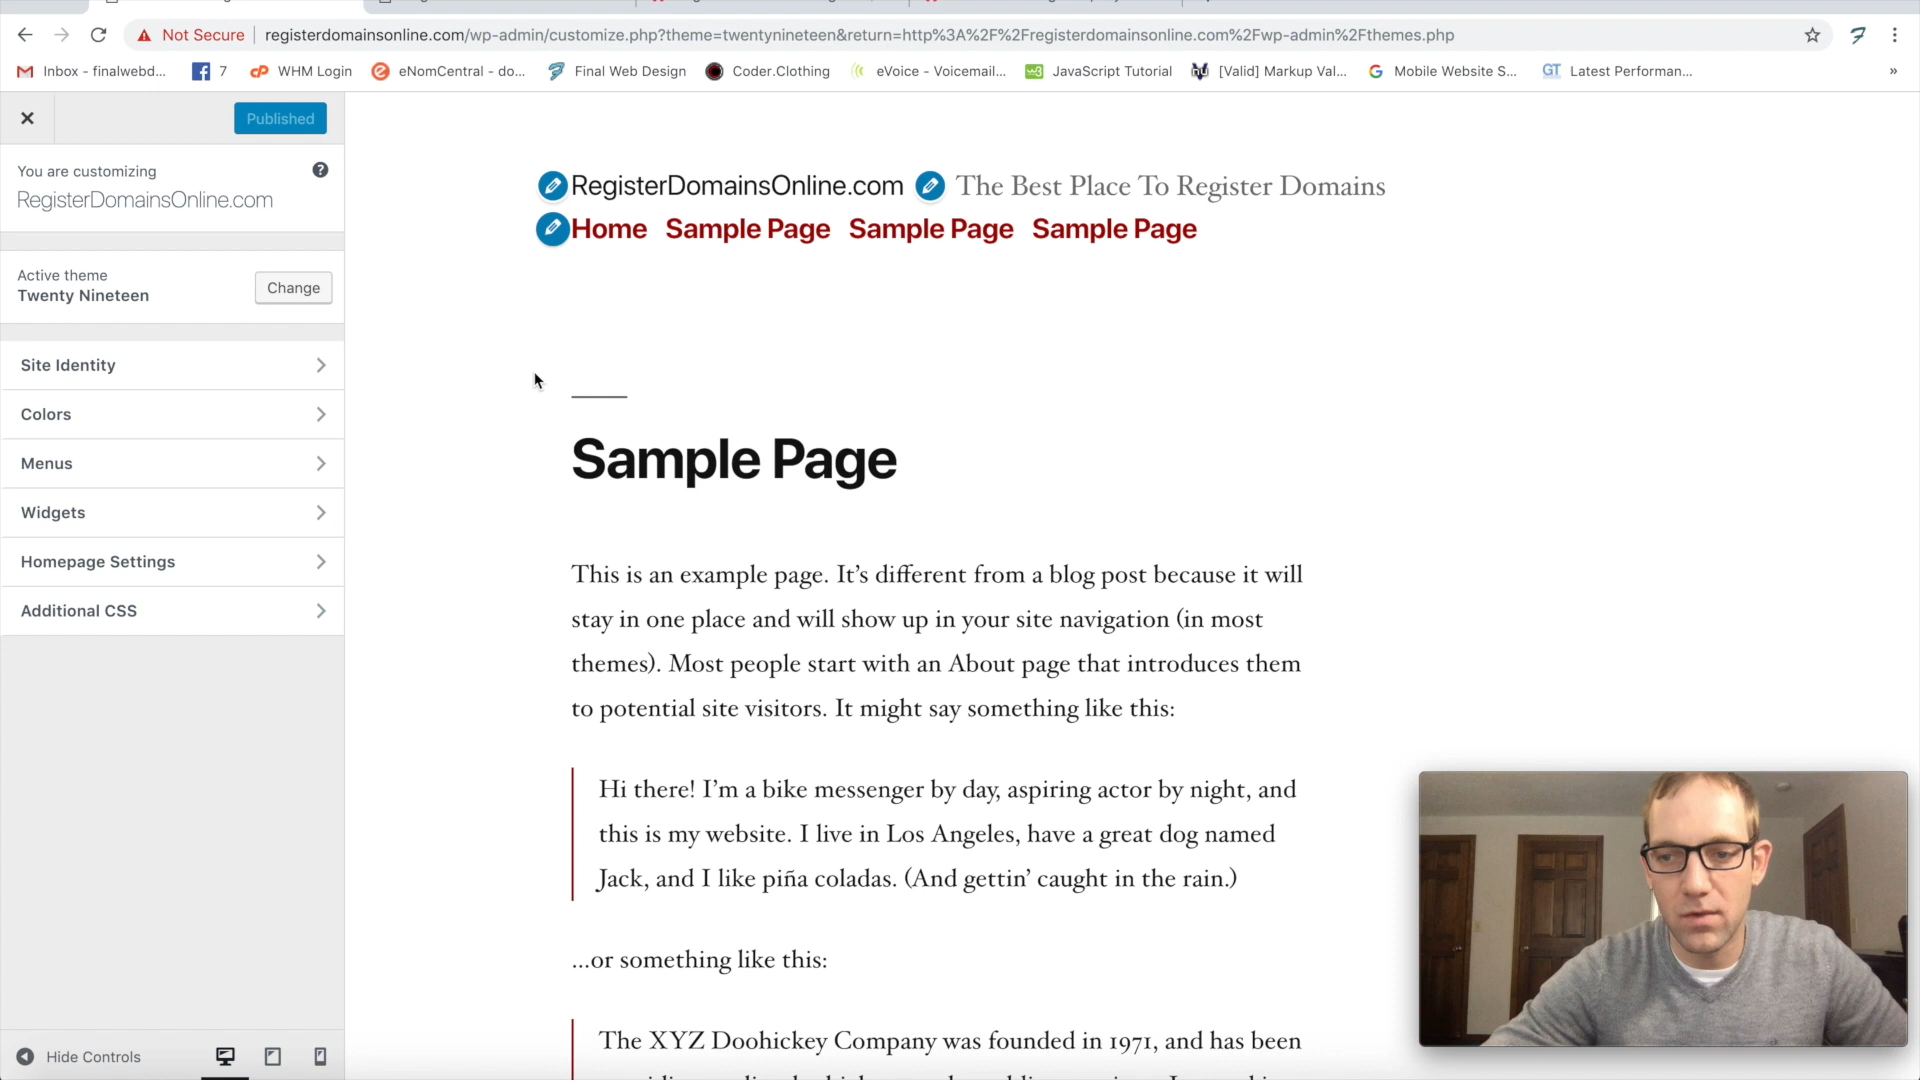 Not Secure registerdomainsonline.com/wp-admin/customize.php?theme=twentynineteen&return=http%3A%2F%2Fregisterdomainsonline.com%2Fwp-admin%2Fthemes.php
Inbox - finalwebd... 7 cP WHM Login eNomCentral - do... Final Web Design Coder.Clothing eVoice - Voicemail... w3 JavaScript Tutorial [Valid] Markup Val... G Mobile Website S... GT Latest Performan... »
Published
You are customizing
RegisterDomainsOnline.com
Active theme
Twenty Nineteen
Change
Site Identity
Colors
Menus
Widgets
Homepage Settings
Additional CSS
Hide Controls
RegisterDomainsOnline.com The Best Place To Register Domains
Home Sample Page Sample Page Sample Page
Sample Page
This is an example page. It’s different from a blog post because it will
stay in one place and will show up in your site navigation (in most
themes). Most people start with an About page that introduces them
to potential site visitors. It might say something like this:
Hi there! I’m a bike messenger by day, aspiring actor by night, and
this is my website. I live in Los Angeles, have a great dog named
Jack, and I like piña coladas. (And gettin’ caught in the rain.)
…or something like this:
The XYZ Doohickey Company was founded in 1971, and has been